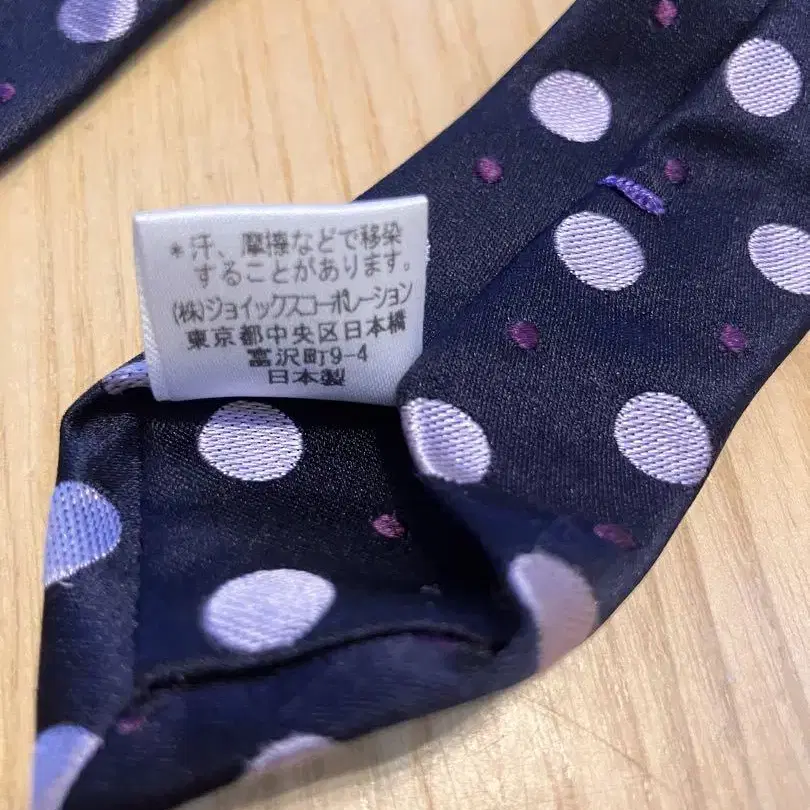 *汗、摩擦などで移染
することがあります。
(株)ジョイックスコーポレーション
東京都中央区日本橋
富沢町9-4
日本製